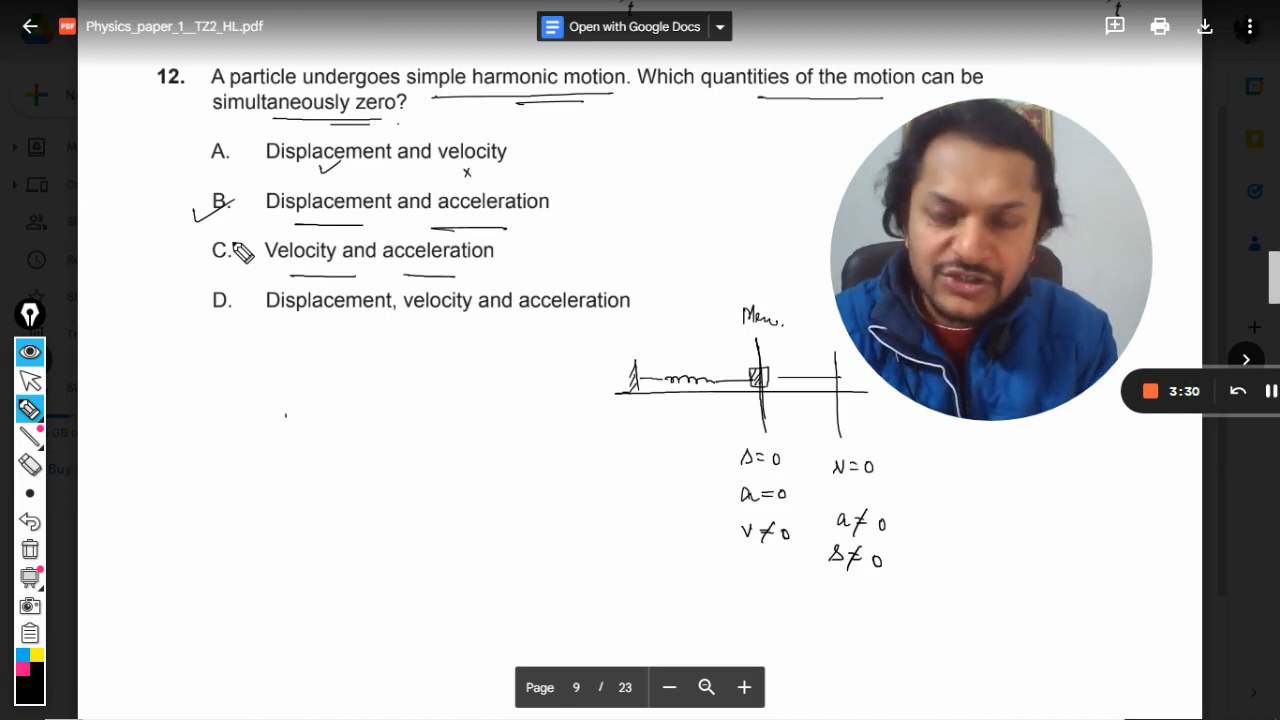 PDF Physics_paper_1__TZ2_HL.pdf
Open with Google Docs
12. A particle undergoes simple harmonic motion. Which quantities of the motion can be
simultaneously zero?
A. Displacement and velocity
B. Displacement and acceleration
C. Velocity and acceleration
D. Displacement, velocity and acceleration
s=0
v=0
a=0
a≠0
v≠0
s≠0
3:30
Page 9 / 23